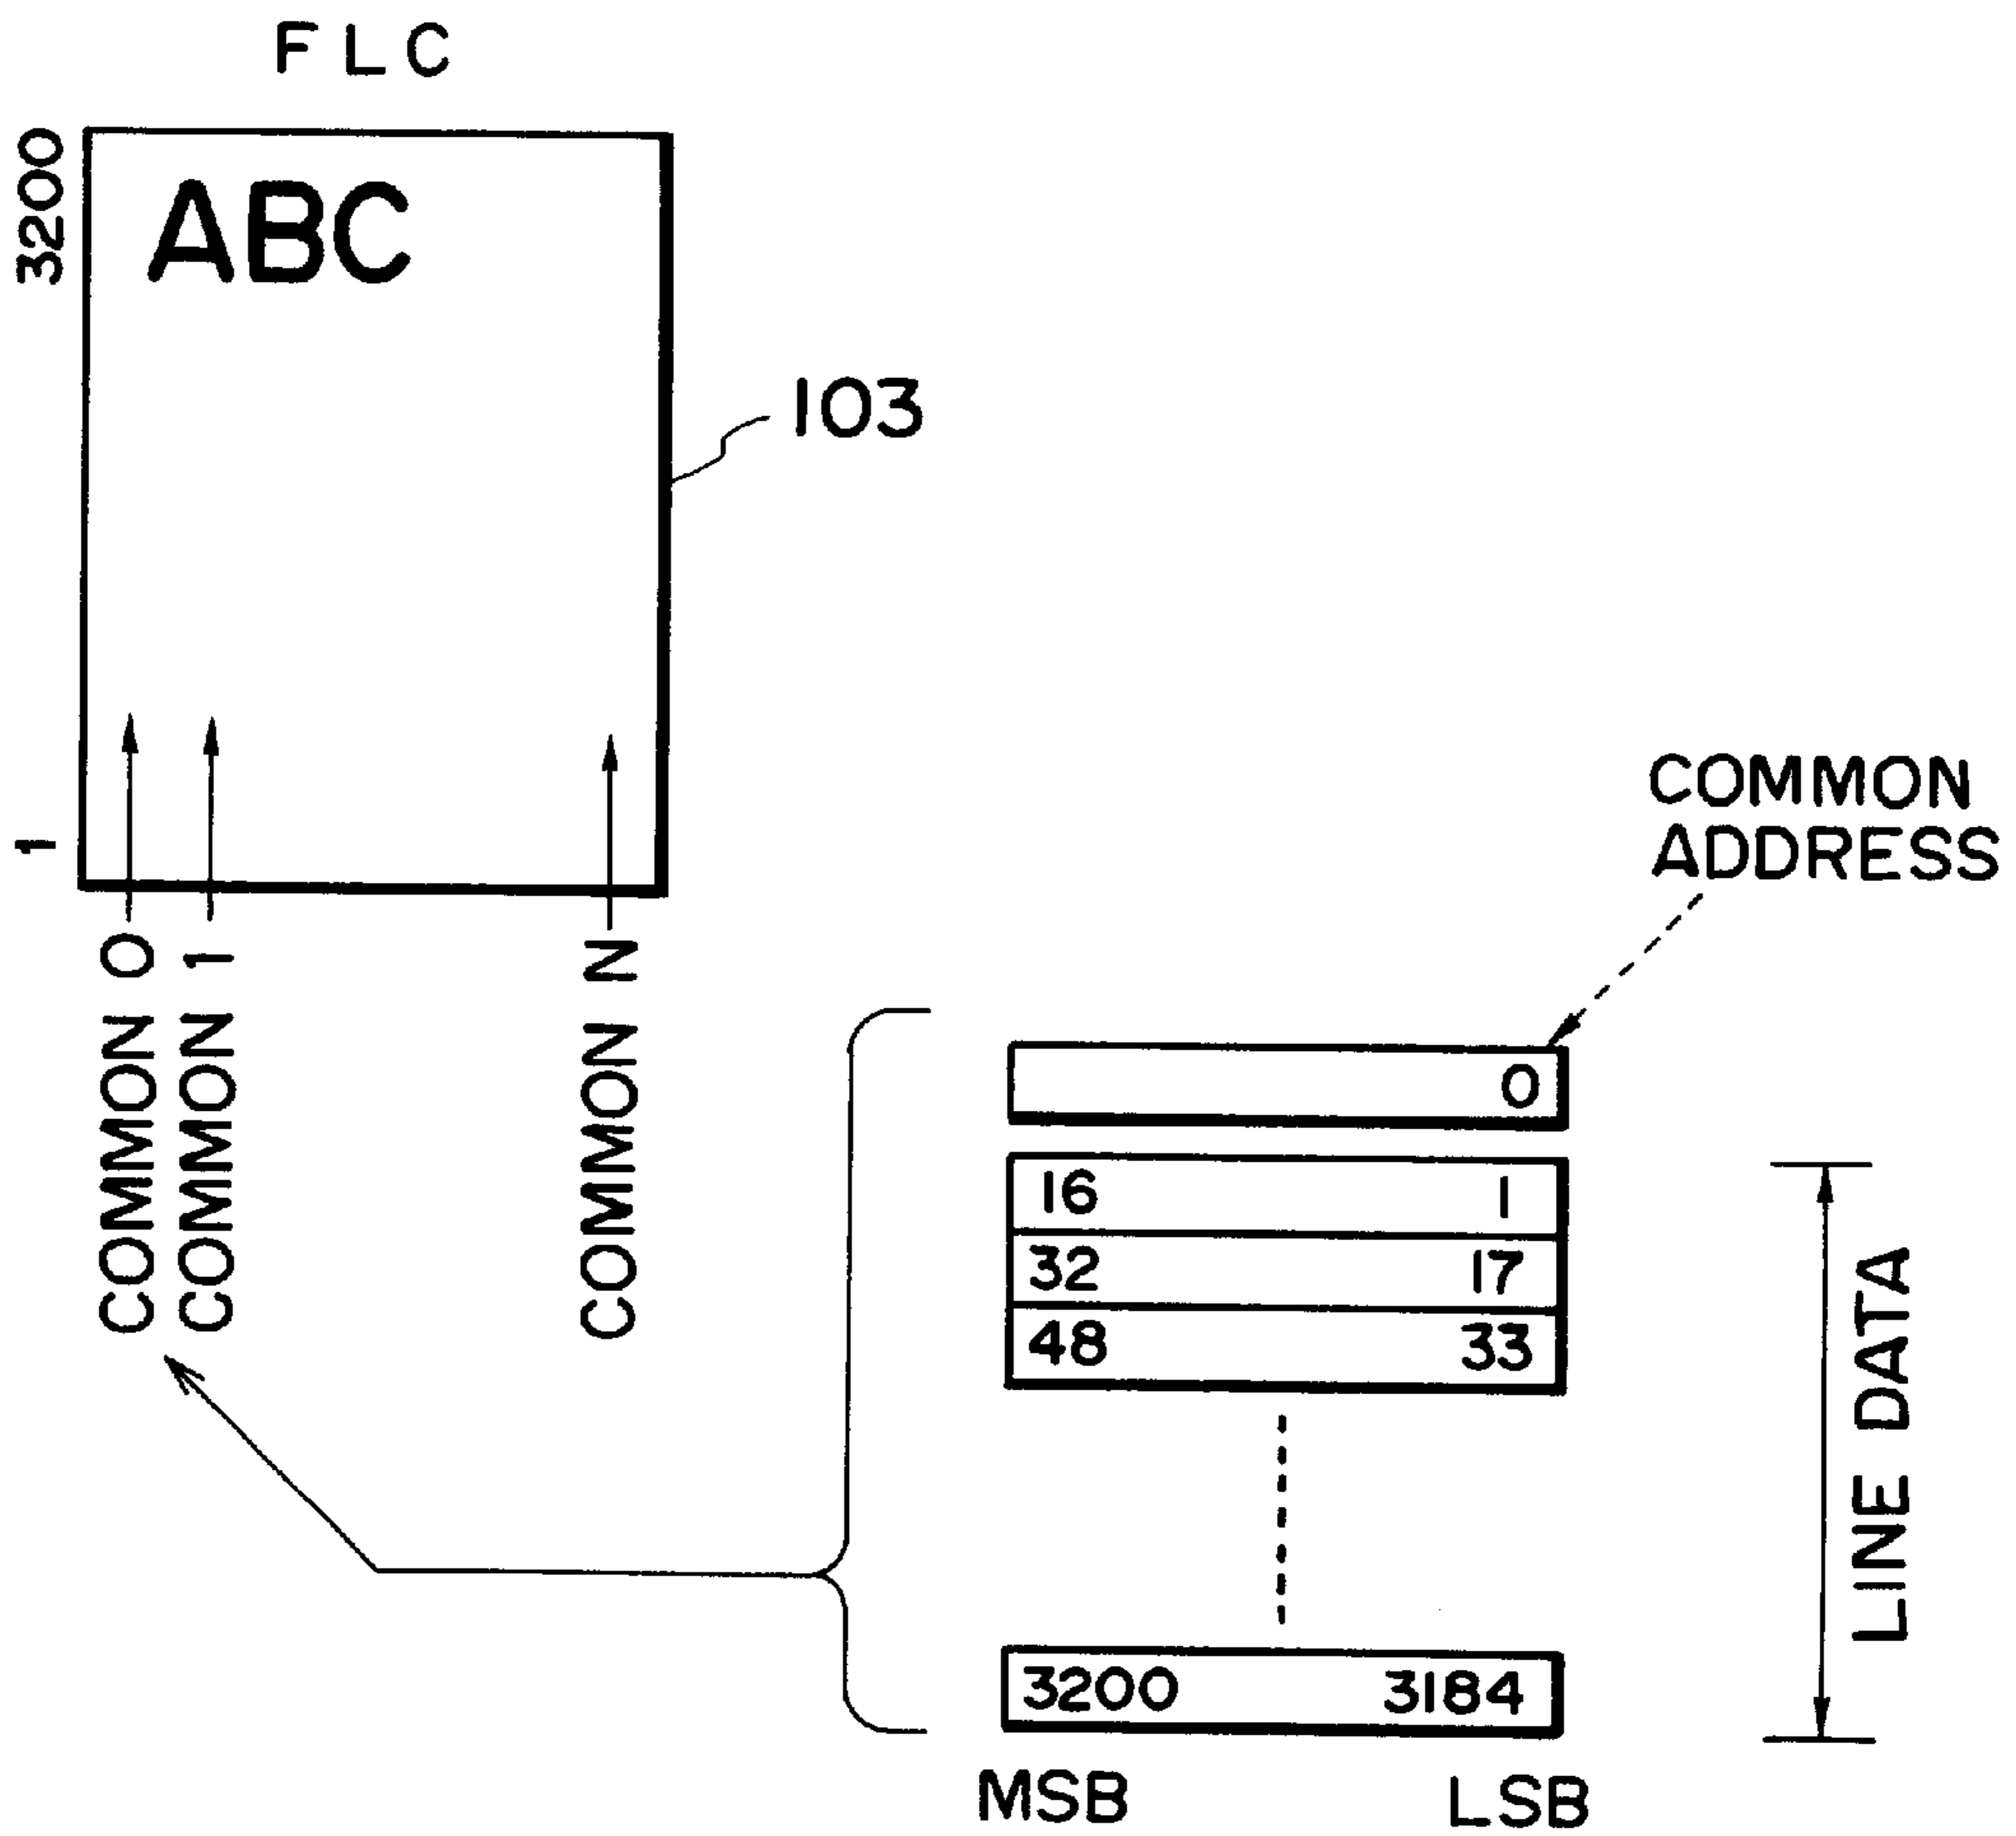 FLC
3200
ABC
103
1
COMMON 0
COMMON 1
COMMON N
COMMON
ADDRESS
0
16 1
32 17
48 33
3200 3184
MSB LSB
LINE DATA